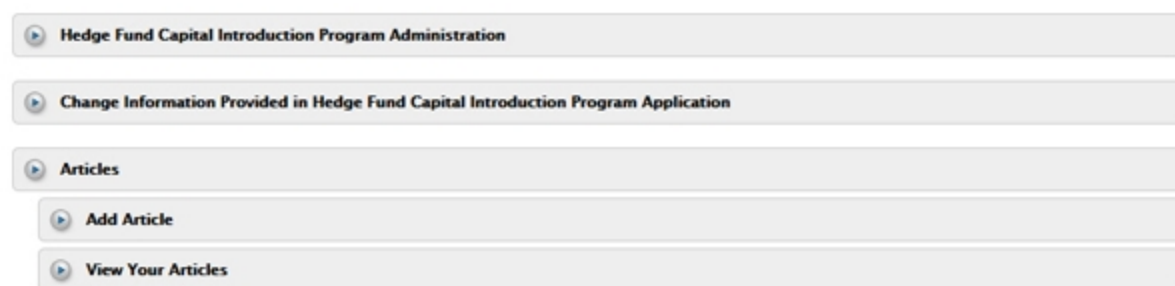 Hedge Fund Capital Introduction Program Administration
Change Information Provided in Hedge Fund Capital Introduction Program Application
Articles
Add Article
View Your Articles